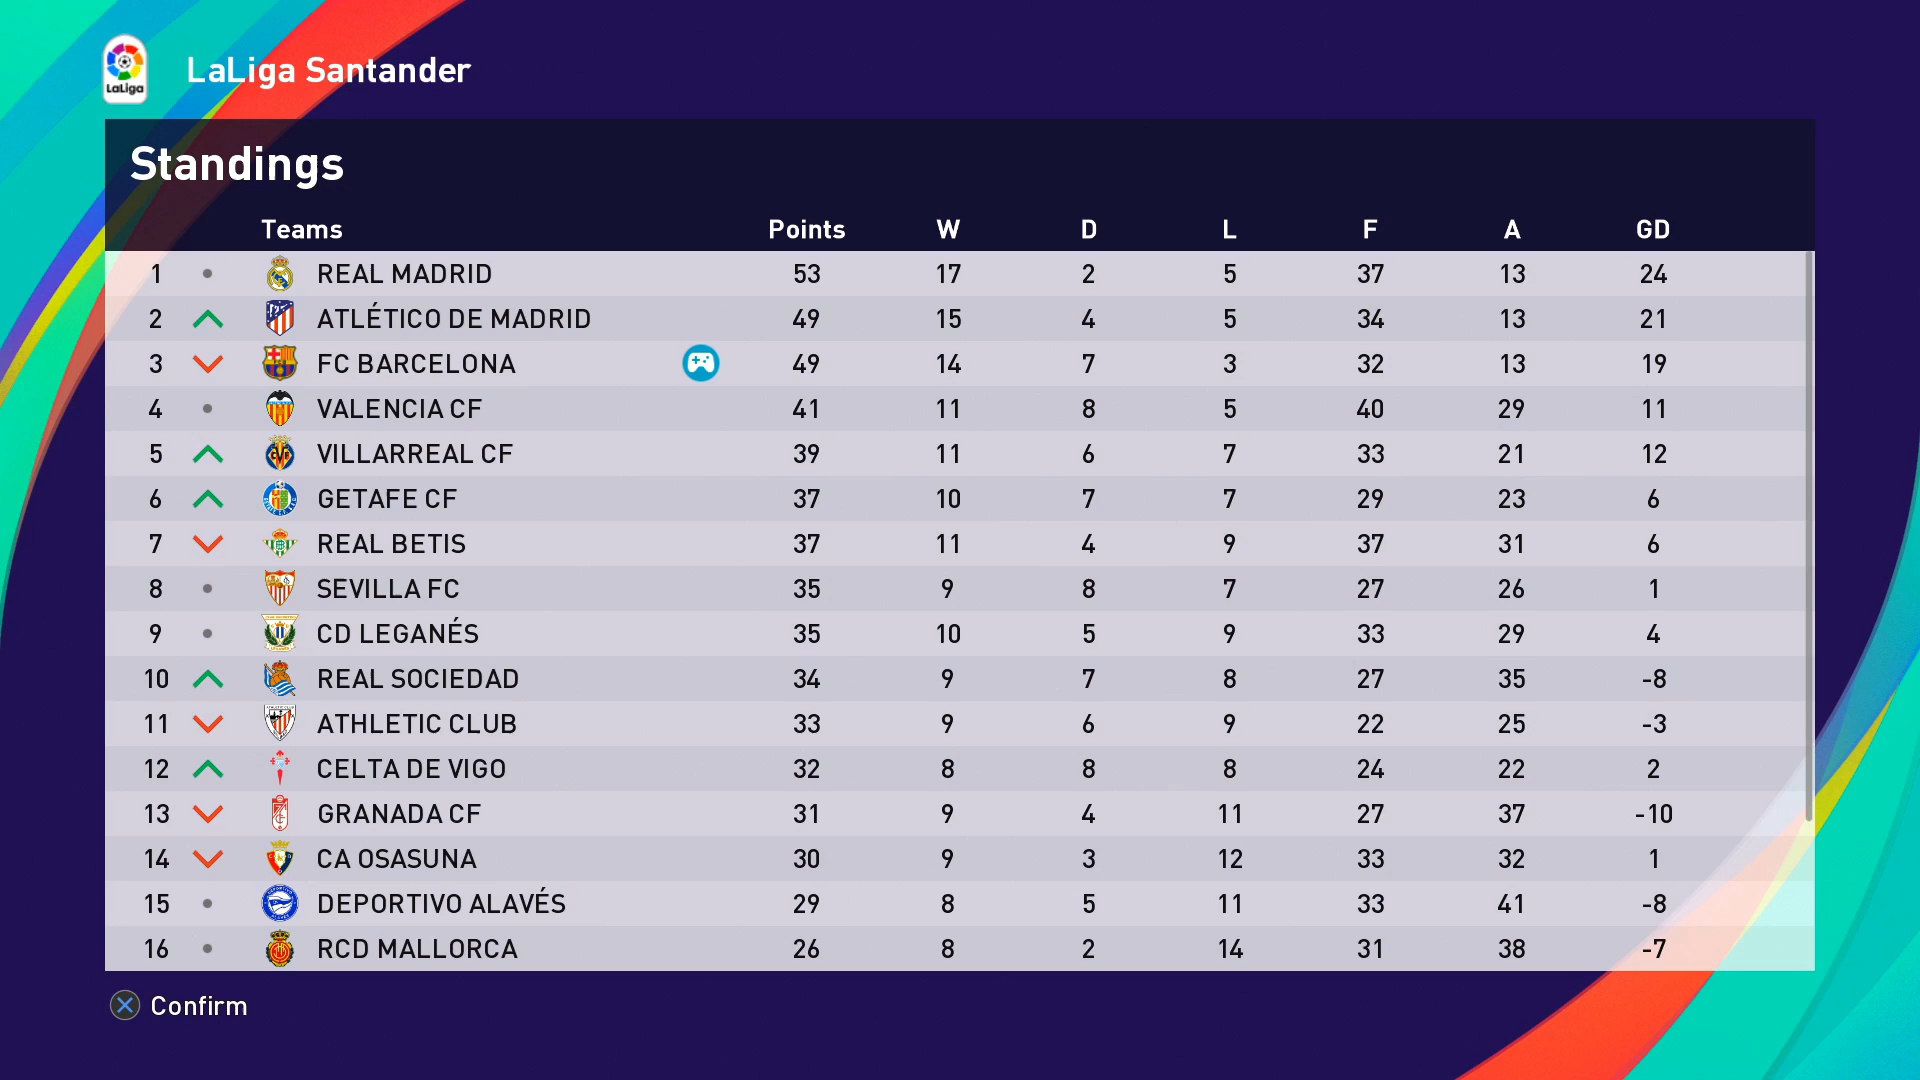 LaLiga
LaLiga Santander
Standings
Teams Points W D L F A GD
1 REAL MADRID 53 17 2 5 37 13 24
2 ATLÉTICO DE MADRID 49 15 4 5 34 13 21
3 FC BARCELONA 49 14 7 3 32 13 19
4 VALENCIA CF 41 11 8 5 40 29 11
5 VILLARREAL CF 39 11 6 7 33 21 12
6 GETAFE CF 37 10 7 7 29 23 6
7 REAL BETIS 37 11 4 9 37 31 6
8 SEVILLA FC 35 9 8 7 27 26 1
9 CD LEGANÉS 35 10 5 9 33 29 4
10 REAL SOCIEDAD 34 9 7 8 27 35 -8
11 ATHLETIC CLUB 33 9 6 9 22 25 -3
12 CELTA DE VIGO 32 8 8 8 24 22 2
13 GRANADA CF 31 9 4 11 27 37 -10
14 CA OSASUNA 30 9 3 12 33 32 1
15 DEPORTIVO ALAVÉS 29 8 5 11 33 41 -8
16 RCD MALLORCA 26 8 2 14 31 38 -7
Confirm